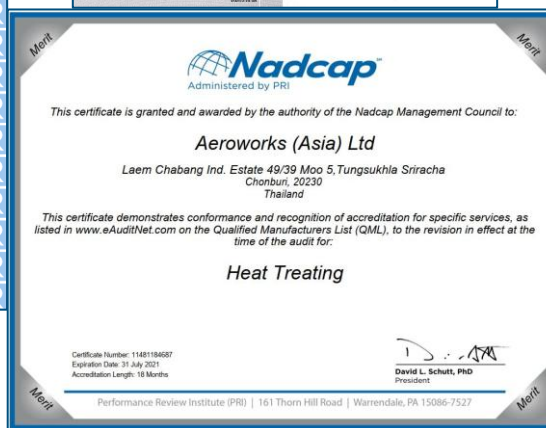 Merit
Merit
Nadcap
Administered by PRI
This certificate is granted and awarded by the authority of the Nadcap Management Council to:
Aeroworks (Asia) Ltd
Laem Chabang Ind. Estate 49/39 Moo 5,Tungsukhla Sriracha
Chonburi, 20230
Thailand
This certificate demonstrates conformance and recognition of accreditation for specific services, as
listed in www.eAuditNet.com on the Qualified Manufacturers List (QML), to the revision in effect at the
time of the audit for:
Heat Treating
Certificate Number: 11481184687
Expiration Date: 31 July 2021
Accreditation Length: 18 Months
David L. Schutt, PhD
President
Merit
Merit
Performance Review Institute (PRI) | 161 Thorn Hill Road | Warrendale, PA 15086-7527